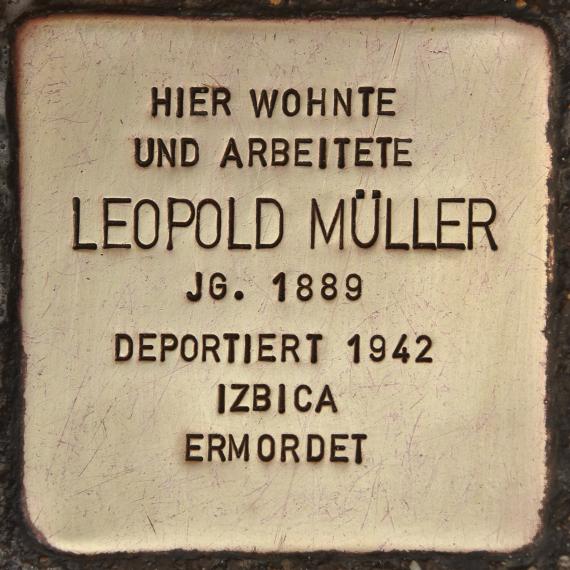 HIER WOHNTE
UND ARBEITETE
LEOPOLD MÜLLER
JG. 1889
DEPORTIERT 1942
IZBICA
ERMORDET